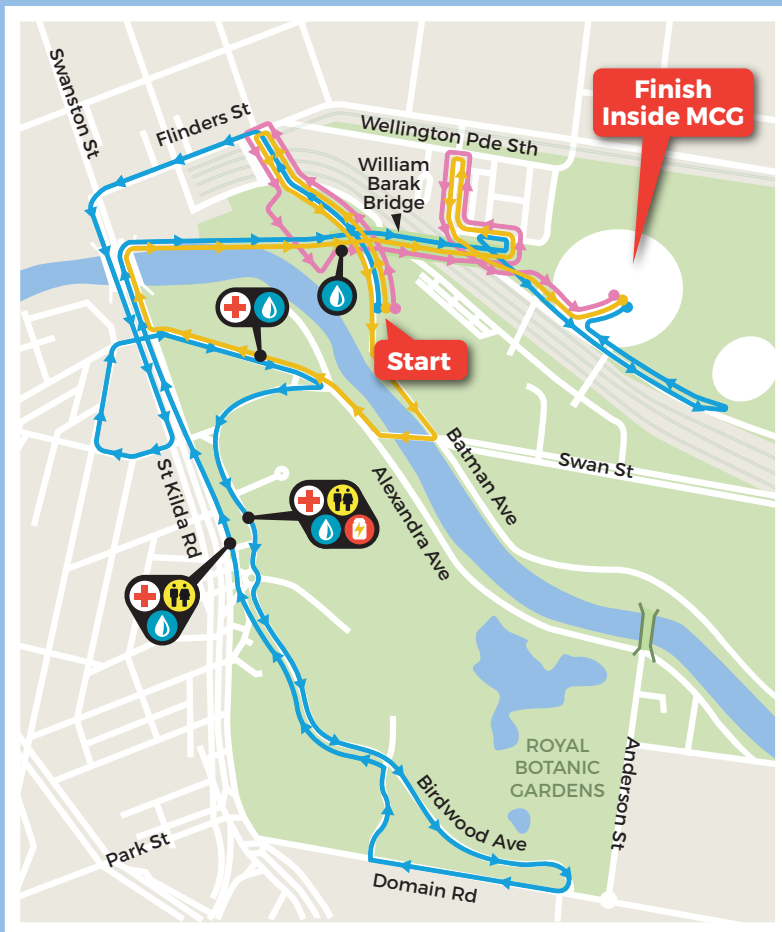 Swanston St
Flinders St
Wellington Pde Sth
Finish
Inside MCG
William
Barak
Bridge
Start
Swan St
Batman Ave
Alexandra Ave
St Kilda Rd
ROYAL
BOTANIC
GARDENS
Anderson St
Birdwood Ave
Park St
Domain Rd